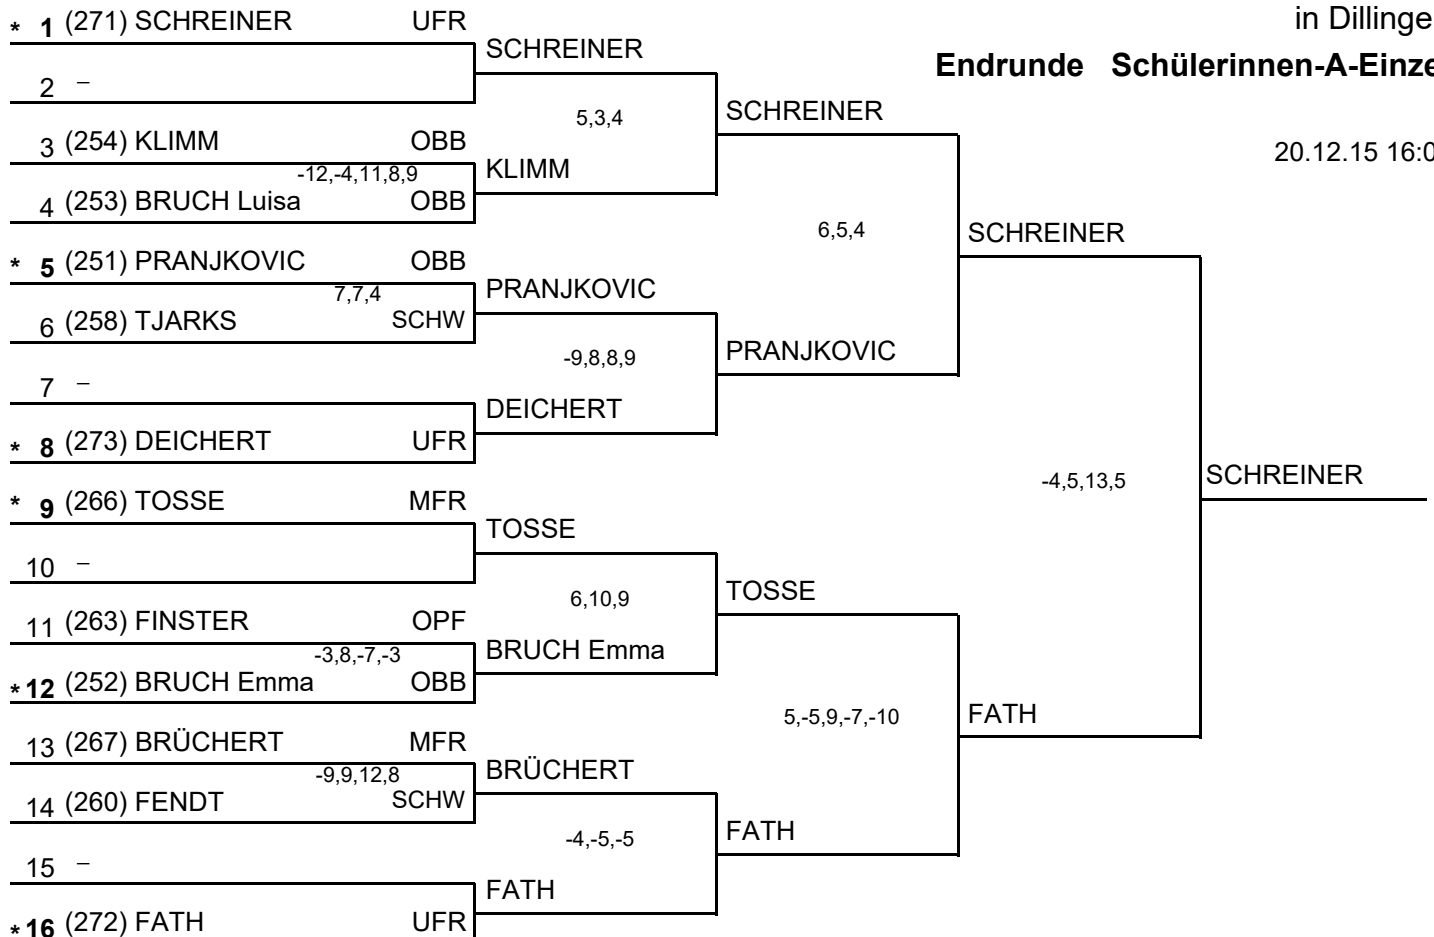 in Dillinge
Endrunde Schülerinnen-A-Einze
20.12.15 16:0
* 1 (271) SCHREINER UFR
2 –
3 (254) KLIMM OBB
-12,-4,11,8,9
4 (253) BRUCH Luisa OBB
* 5 (251) PRANJKOVIC OBB
7,7,4
6 (258) TJARKS SCHW
7 –
* 8 (273) DEICHERT UFR
* 9 (266) TOSSE MFR
10 –
11 (263) FINSTER OPF
-3,8,-7,-3
* 12 (252) BRUCH Emma OBB
13 (267) BRÜCHERT MFR
-9,9,12,8
14 (260) FENDT SCHW
15 –
* 16 (272) FATH UFR
SCHREINER
5,3,4
KLIMM
PRANJKOVIC
-9,8,8,9
DEICHERT
TOSSE
6,10,9
BRUCH Emma
BRÜCHERT
-4,-5,-5
FATH
SCHREINER
6,5,4
PRANJKOVIC
TOSSE
5,-5,9,-7,-10
FATH
SCHREINER
-4,5,13,5
FATH
SCHREINER